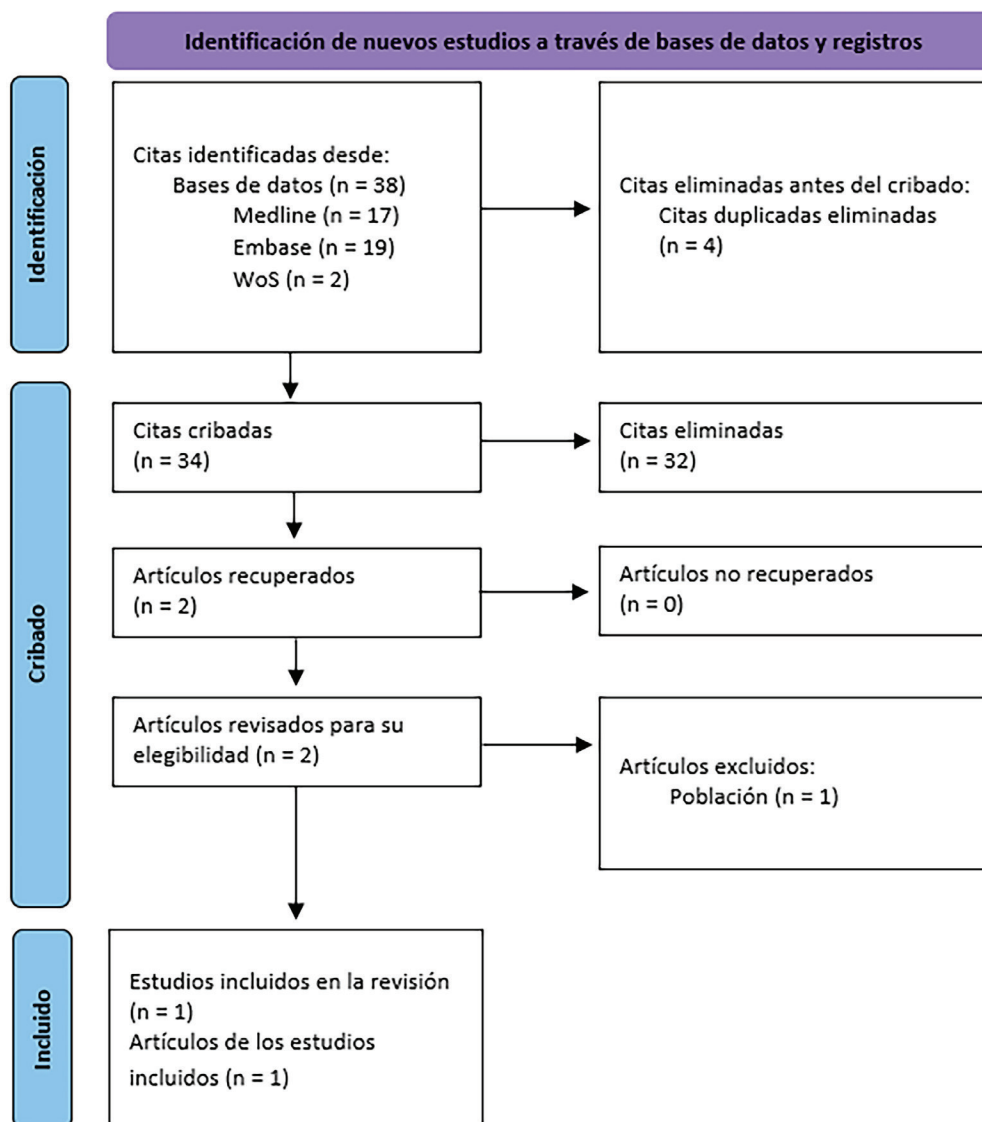 Identificación de nuevos estudios a través de bases de datos y registros
Identificación
Citas identificadas desde:
Bases de datos (n = 38)
Medline (n = 17)
Embase (n = 19)
WoS (n = 2)
Citas eliminadas antes del cribado:
Citas duplicadas eliminadas
(n = 4)
Cribado
Citas cribadas
(n = 34)
Citas eliminadas
(n = 32)
Artículos recuperados
(n = 2)
Artículos no recuperados
(n = 0)
Artículos revisados para su
elegibilidad (n = 2)
Artículos excluidos:
Población (n = 1)
Incluido
Estudios incluidos en la revisión
(n = 1)
Artículos de los estudios
incluidos (n = 1)